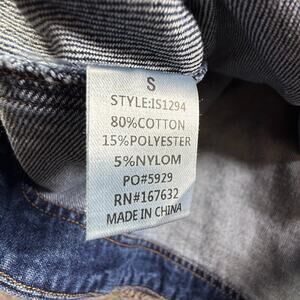 S
STYLE:IS1294
80%COTTON
15%POLYESTER
5%NYLOM
PO#5929
RN#167632
MADE IN CHINA